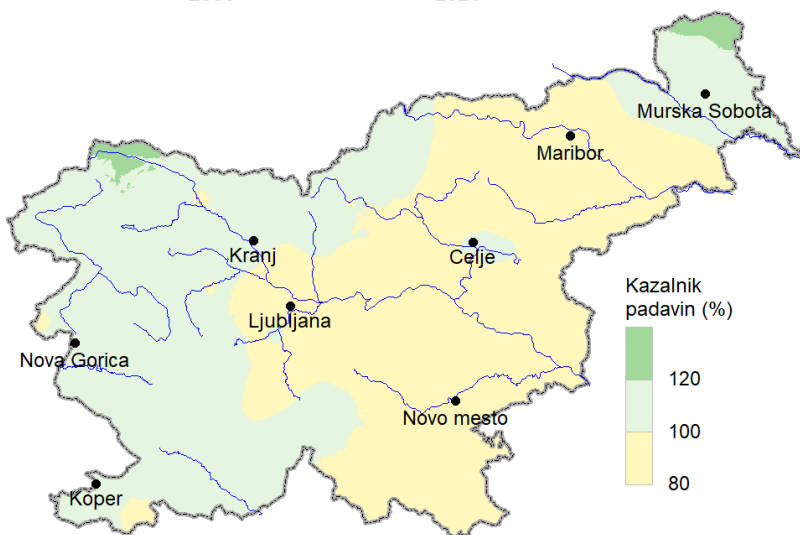 Murska Sobota
Maribor
Kranj
Celje
Ljubljana
Nova Gorica
Novo mesto
Koper
Kazalnik
padavin (%)
120
100
80